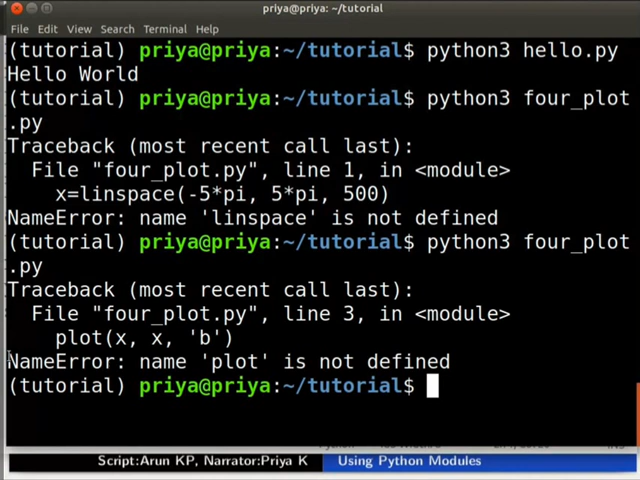 priya@priya: ~/tutorial
File Edit View Search Terminal Help
(tutorial) priya@priya:~/tutorial$ python3 hello.py
Hello World
(tutorial) priya@priya:~/tutorial$ python3 four_plot
.py
Traceback (most recent call last):
  File "four_plot.py", line 1, in <module>
    x=linspace(-5*pi, 5*pi, 500)
NameError: name 'linspace' is not defined
(tutorial) priya@priya:~/tutorial$ python3 four_plot
.py
Traceback (most recent call last):
  File "four_plot.py", line 3, in <module>
    plot(x, x, 'b')
NameError: name 'plot' is not defined
(tutorial) priya@priya:~/tutorial$
Script:Arun KP, Narrator:Priya K Using Python Modules